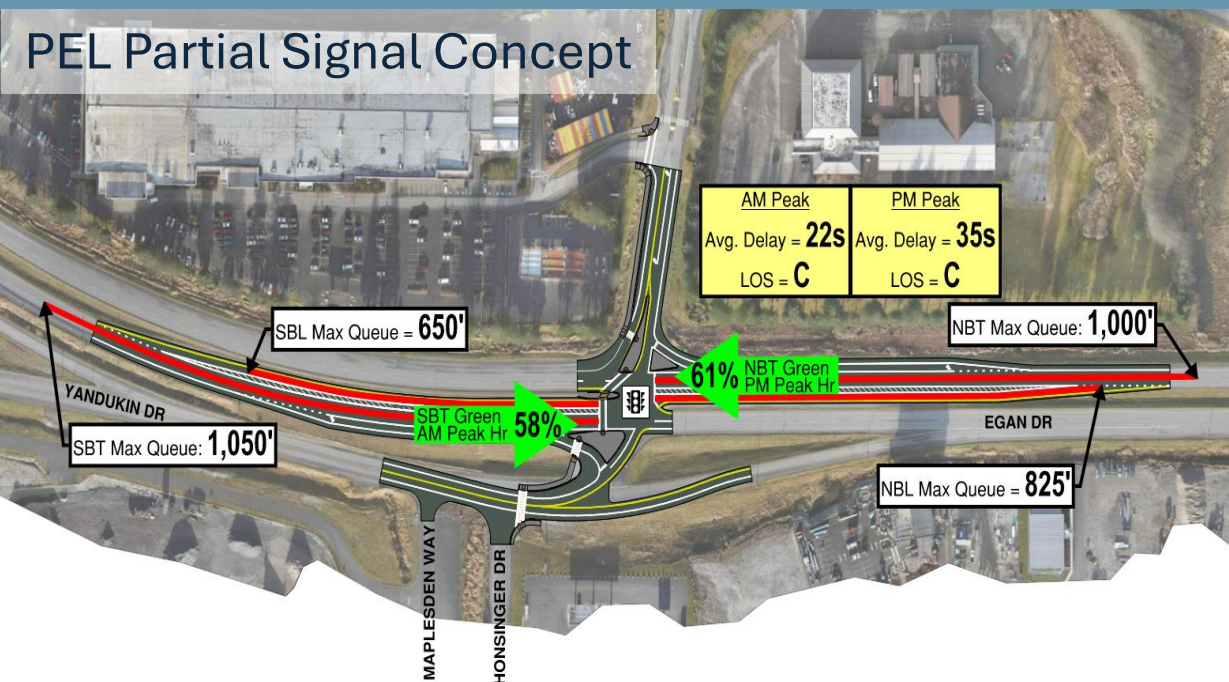 PEL Partial Signal Concept
AM Peak
Avg. Delay = 22s
LOS = C
PM Peak
Avg. Delay = 35s
LOS = C
SBL Max Queue = 650'
NBT Max Queue: 1,000'
61%
NBT Green
PM Peak Hr
YANDUKIN DR
SBT Green
AM Peak Hr
58%
EGAN DR
SBT Max Queue: 1,050'
NBL Max Queue = 825'
MAPLESDEN WAY
HONSINGER DR